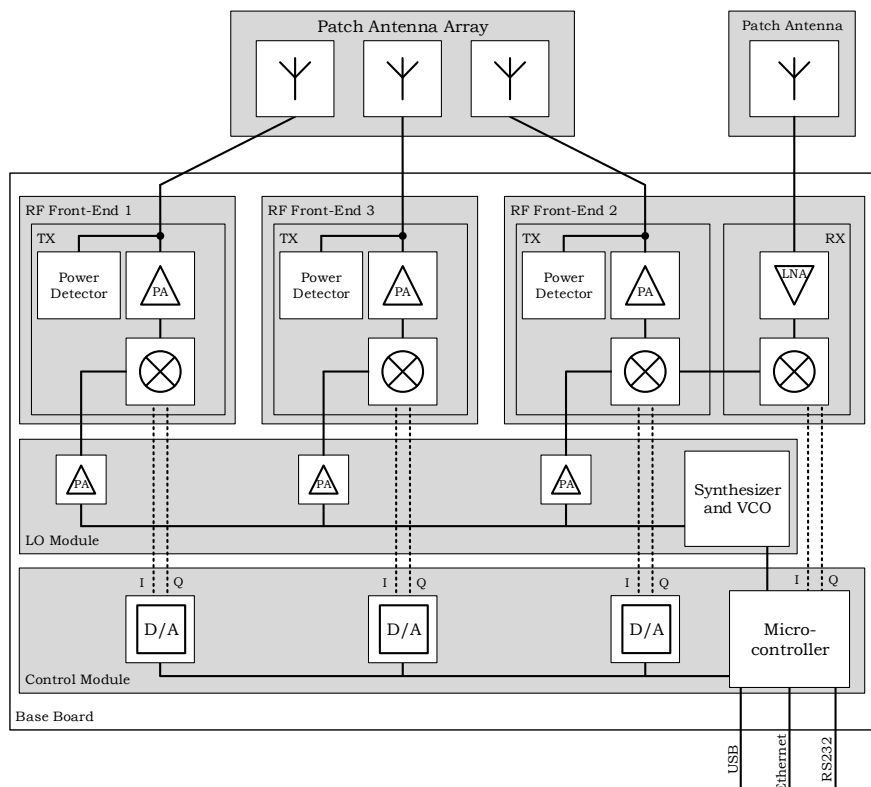 Patch Antenna Array
Patch Antenna
RF Front-End 1
RF Front-End 3
RF Front-End 2
TX
TX
TX
RX
Power
Detector
PA
Power
Detector
PA
Power
Detector
PA
LNA
PA
PA
PA
Synthesizer
and VCO
LO Module
I Q
I Q
I Q
I Q
D/A
D/A
D/A
Micro-
controller
Control Module
Base Board
USB
Ethernet
RS232